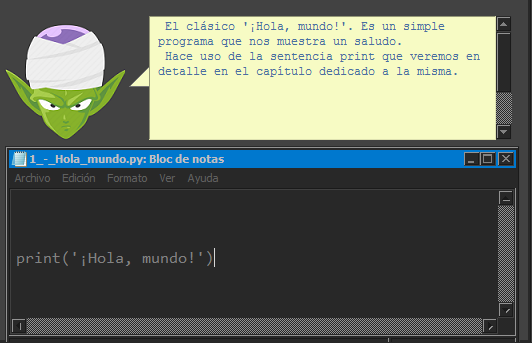 El clásico '¡Hola, mundo!'. Es un simple
programa que nos muestra un saludo.
Hace uso de la sentencia print que veremos en
detalle en el capítulo dedicado a la misma.
1_-_Hola_mundo.py: Bloc de notas
Archivo Edición Formato Ver Ayuda
print('¡Hola, mundo!')